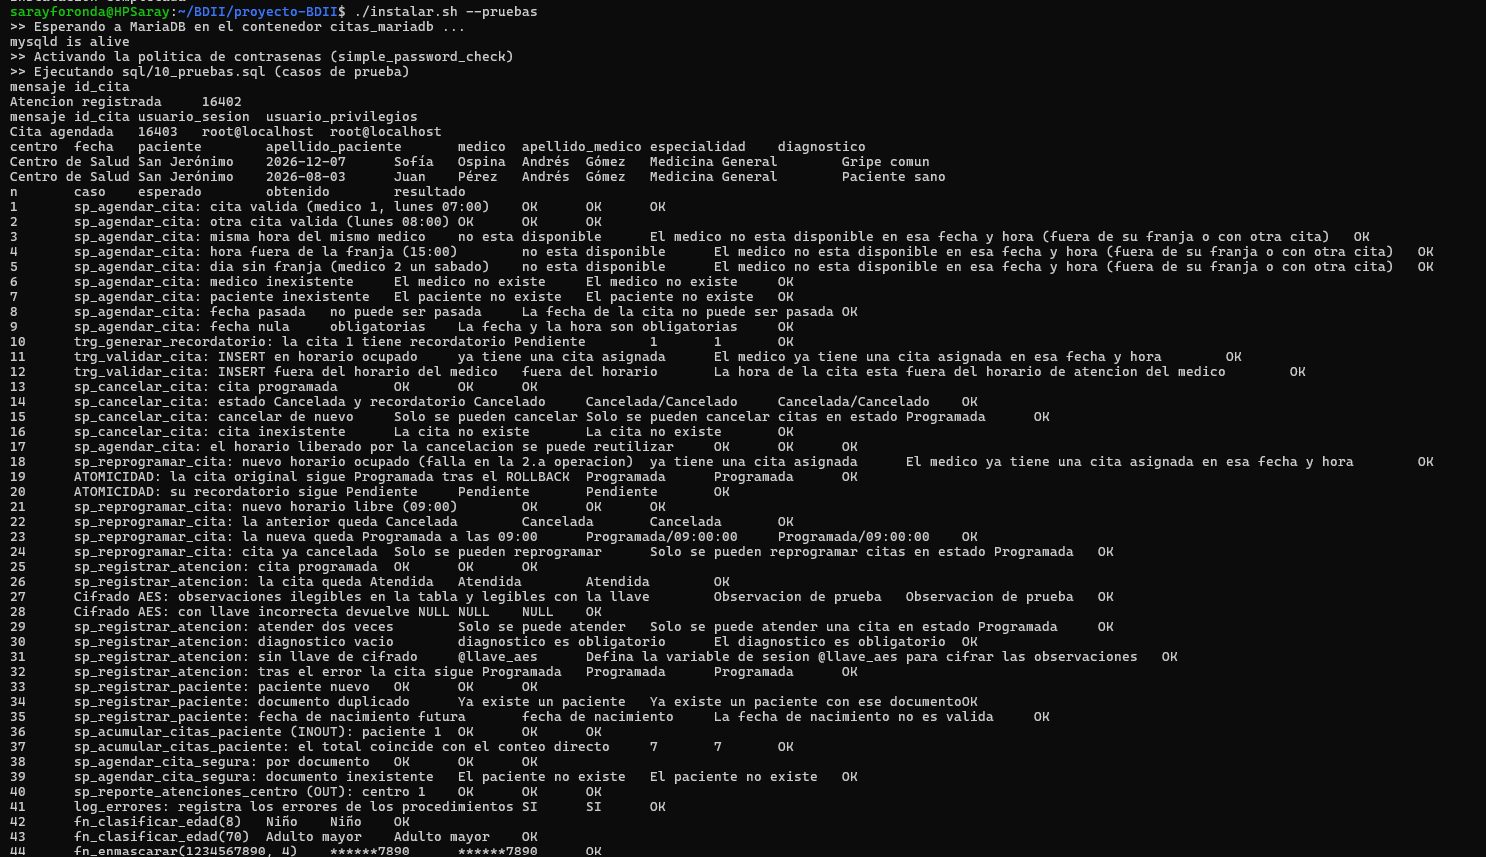 sarayforonda@HPSaray:~/BDII/proyecto-BDII$ ./instalar.sh --pruebas
>> Esperando a MariaDB en el contenedor citas_mariadb ...
mysqld is alive
>> Activando la politica de contrasenas (simple_password_check)
>> Ejecutando sql/10_pruebas.sql (casos de prueba)
mensaje id_cita
Atencion registrada     16402
mensaje id_cita usuario_sesion  usuario_privilegios
Cita agendada   16403   root@localhost  root@localhost
centro  fecha   paciente        apellido_paciente       medico  apellido_medico especialidad    diagnostico
Centro de Salud San Jerónimo    2026-12-07      Sofía   Ospina  Andrés  Gómez   Medicina General        Gripe comun
Centro de Salud San Jerónimo    2026-08-03      Juan    Pérez   Andrés  Gómez   Medicina General        Paciente sano
n       caso    esperado        obtenido        resultado
1       sp_agendar_cita: cita valida (medico 1, lunes 07:00)    OK      OK      OK
2       sp_agendar_cita: otra cita valida (lunes 08:00) OK      OK      OK
3       sp_agendar_cita: misma hora del mismo medico    no esta disponible      El medico no esta disponible en esa fecha y hora (fuera de su franja o con otra cita)   OK
4       sp_agendar_cita: hora fuera de la franja (15:00)        no esta disponible      El medico no esta disponible en esa fecha y hora (fuera de su franja o con otra cita)   OK
5       sp_agendar_cita: dia sin franja (medico 2 un sabado)    no esta disponible      El medico no esta disponible en esa fecha y hora (fuera de su franja o con otra cita)   OK
6       sp_agendar_cita: medico inexistente     El medico no existe     El medico no existe     OK
7       sp_agendar_cita: paciente inexistente   El paciente no existe   El paciente no existe   OK
8       sp_agendar_cita: fecha pasada   no puede ser pasada     La fecha de la cita no puede ser pasada OK
9       sp_agendar_cita: fecha nula     obligatorias    La fecha y la hora son obligatorias     OK
10      trg_generar_recordatorio: la cita 1 tiene recordatorio Pendiente        1       1       OK
11      trg_validar_cita: INSERT en horario ocupado     ya tiene una cita asignada      El medico ya tiene una cita asignada en esa fecha y hora        OK
12      trg_validar_cita: INSERT fuera del horario del medico   fuera del horario       La hora de la cita esta fuera del horario de atencion del medico        OK
13      sp_cancelar_cita: cita programada       OK      OK      OK
14      sp_cancelar_cita: estado Cancelada y recordatorio Cancelado     Cancelada/Cancelado     Cancelada/Cancelado    OK
15      sp_cancelar_cita: cancelar de nuevo     Solo se pueden cancelar Solo se pueden cancelar citas en estado Programada      OK
16      sp_cancelar_cita: cita inexistente      La cita no existe       La cita no existe       OK
17      sp_agendar_cita: el horario liberado por la cancelacion se puede reutilizar     OK      OK      OK
18      sp_reprogramar_cita: nuevo horario ocupado (falla en la 2.a operacion)  ya tiene una cita asignada      El medico ya tiene una cita asignada en esa fecha y hora        OK
19      ATOMICIDAD: la cita original sigue Programada tras el ROLLBACK  Programada      Programada      OK
20      ATOMICIDAD: su recordatorio sigue Pendiente     Pendiente       Pendiente       OK
21      sp_reprogramar_cita: nuevo horario libre (09:00)        OK      OK      OK
22      sp_reprogramar_cita: la anterior queda Cancelada        Cancelada       Cancelada       OK
23      sp_reprogramar_cita: la nueva queda Programada a las 09:00      Programada/09:00:00     Programada/09:00:00    OK
24      sp_reprogramar_cita: cita ya cancelada  Solo se pueden reprogramar      Solo se pueden reprogramar citas en estado Programada   OK
25      sp_registrar_atencion: cita programada  OK      OK      OK
26      sp_registrar_atencion: la cita queda Atendida   Atendida        Atendida        OK
27      Cifrado AES: observaciones ilegibles en la tabla y legibles con la llave        Observacion de prueba   Observacion de prueba   OK
28      Cifrado AES: con llave incorrecta devuelve NULL NULL    NULL    OK
29      sp_registrar_atencion: atender dos veces        Solo se puede atender   Solo se puede atender una cita en estado Programada     OK
30      sp_registrar_atencion: diagnostico vacio        diagnostico es obligatorio      El diagnostico es obligatorio  OK
31      sp_registrar_atencion: sin llave de cifrado     @llave_aes      Defina la variable de sesion @llave_aes para cifrar las observaciones   OK
32      sp_registrar_atencion: tras el error la cita sigue Programada   Programada      Programada      OK
33      sp_registrar_paciente: paciente nuevo   OK      OK      OK
34      sp_registrar_paciente: documento duplicado      Ya existe un paciente   Ya existe un paciente con ese documentoOK
35      sp_registrar_paciente: fecha de nacimiento futura       fecha de nacimiento     La fecha de nacimiento no es valida     OK
36      sp_acumular_citas_paciente (INOUT): paciente 1  OK      OK      OK
37      sp_acumular_citas_paciente: el total coincide con el conteo directo     7       7       OK
38      sp_agendar_cita_segura: por documento   OK      OK      OK
39      sp_agendar_cita_segura: documento inexistente   El paciente no existe   El paciente no existe   OK
40      sp_reporte_atenciones_centro (OUT): centro 1    OK      OK      OK
41      log_errores: registra los errores de los procedimientos SI      SI      OK
42      fn_clasificar_edad(8)   Niño    Niño    OK
43      fn_clasificar_edad(70)  Adulto mayor    Adulto mayor    OK
44      fn_enmascarar(1234567890, 4)    ******7890      ******7890      OK